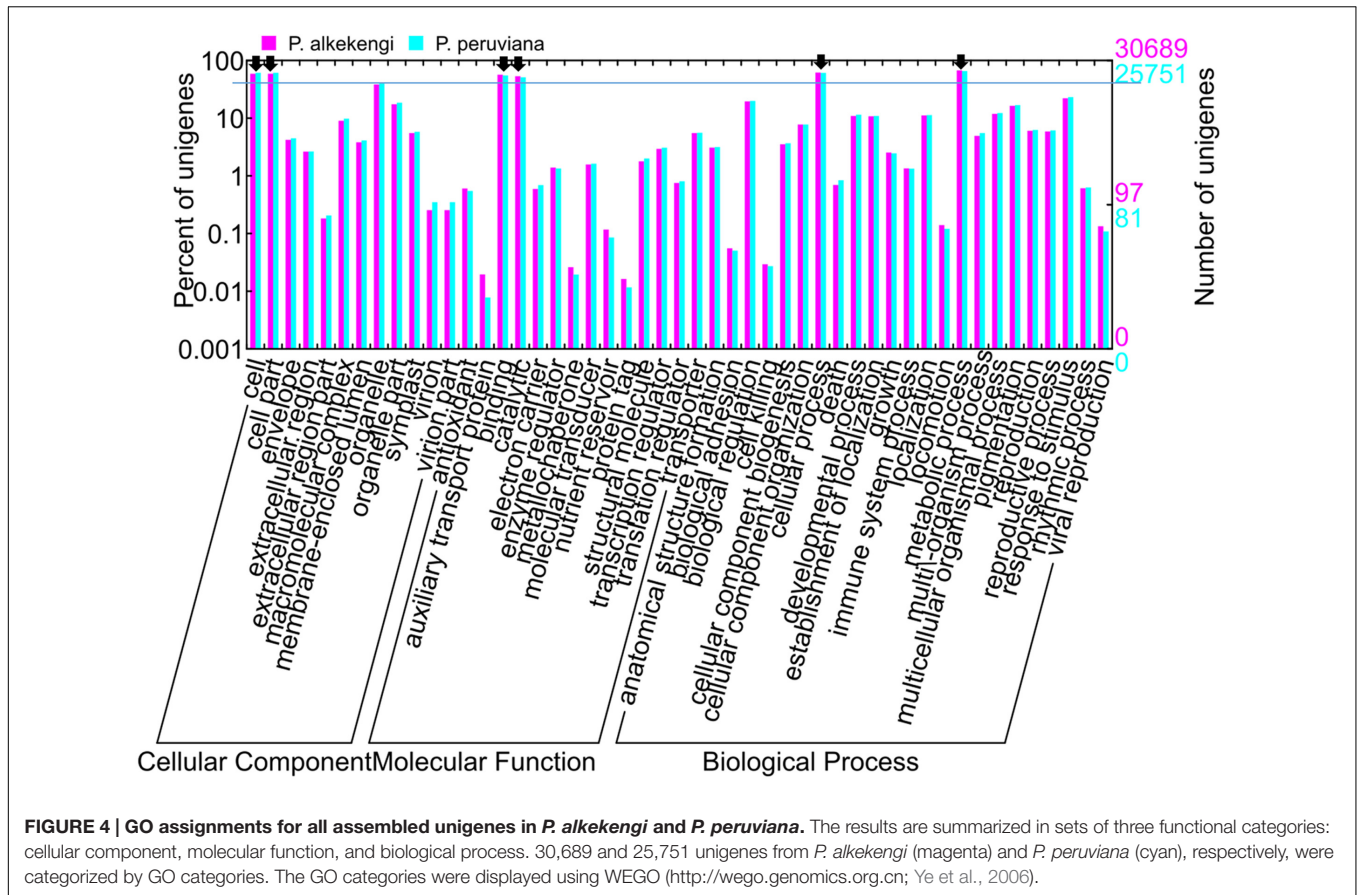 P. alkekengi P. peruviana
Percent of unigenes
100
10
1
0.1
0.01
0.001
30689
25751
97
81
0
0
Number of unigenes
cell
cell part
envelope
extracellular region
extracellular region part
macromolecular complex
membrane-enclosed lumen
organelle
organelle part
symplast
virion
virion part
antioxidant
auxiliary transport protein
binding
catalytic
electron carrier
enzyme regulator
metallochaperone
molecular transducer
nutrient reservoir
protein tag
structural molecule
transcription regulator
translation regulator
transporter
anatomical structure formation
biological adhesion
biological regulation
cell killing
cellular component biogenesis
cellular component organization
cellular process
death
developmental process
establishment of localization
growth
immune system process
localization
locomotion
metabolic process
multi-organism process
multicellular organismal process
pigmentation
reproduction
reproductive process
response to stimulus
rhythmic process
viral reproduction
Cellular Component
Molecular Function
Biological Process
FIGURE 4 | GO assignments for all assembled unigenes in P. alkekengi and P. peruviana. The results are summarized in sets of three functional categories:
cellular component, molecular function, and biological process. 30,689 and 25,751 unigenes from P. alkekengi (magenta) and P. peruviana (cyan), respectively, were
categorized by GO categories. The GO categories were displayed using WEGO (http://wego.genomics.org.cn; Ye et al., 2006).